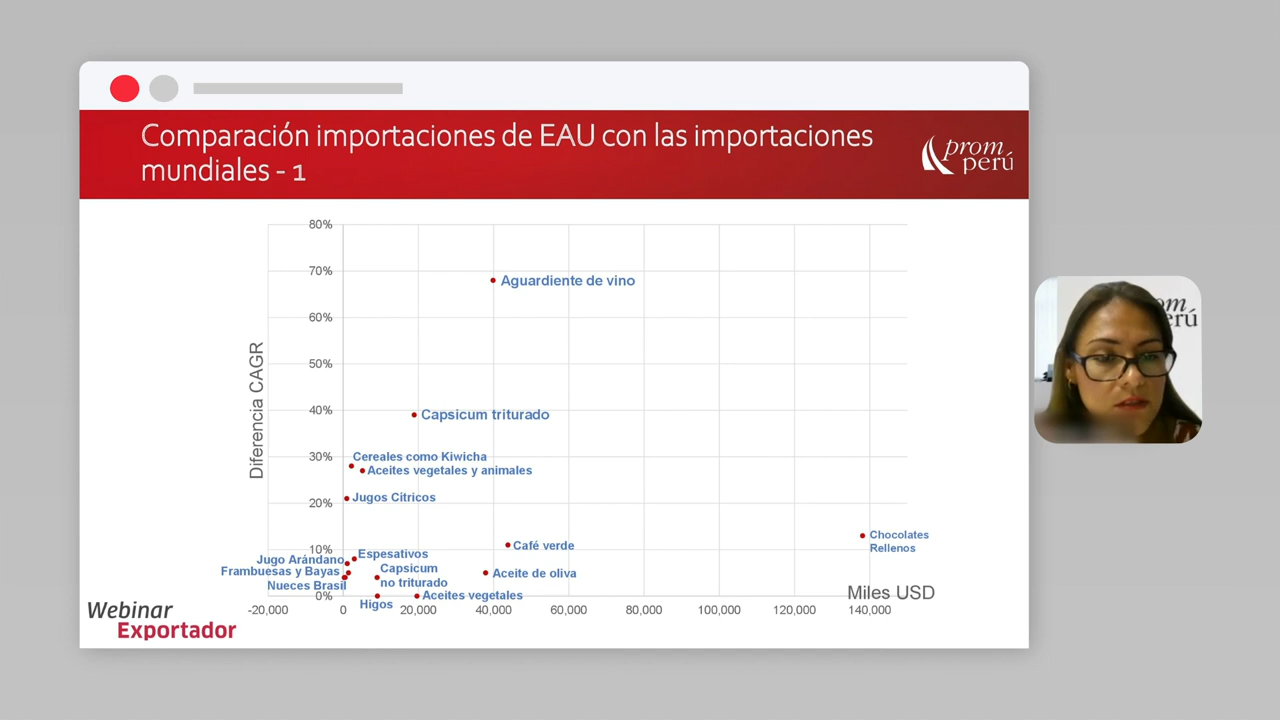 Comparación importaciones de EAU con las importaciones
mundiales - 1
prom
perú
80%
70%
60%
50%
40%
30%
20%
10%
0%
Diferencia CAGR
Aguardiente de vino
Capsicum triturado
Cereales como Kiwicha
Aceites vegetales y animales
Jugos Cítricos
Café verde
Chocolates
Rellenos
Espesativos
Jugo Arándano
Capsicum
no triturado
Frambuesas y Bayas
Nueces Brasil
Aceite de oliva
Aceites vegetales
Higos
Miles USD
-20,000 0 20,000 40,000 60,000 80,000 100,000 120,000 140,000
Webinar
Exportador
om
erú